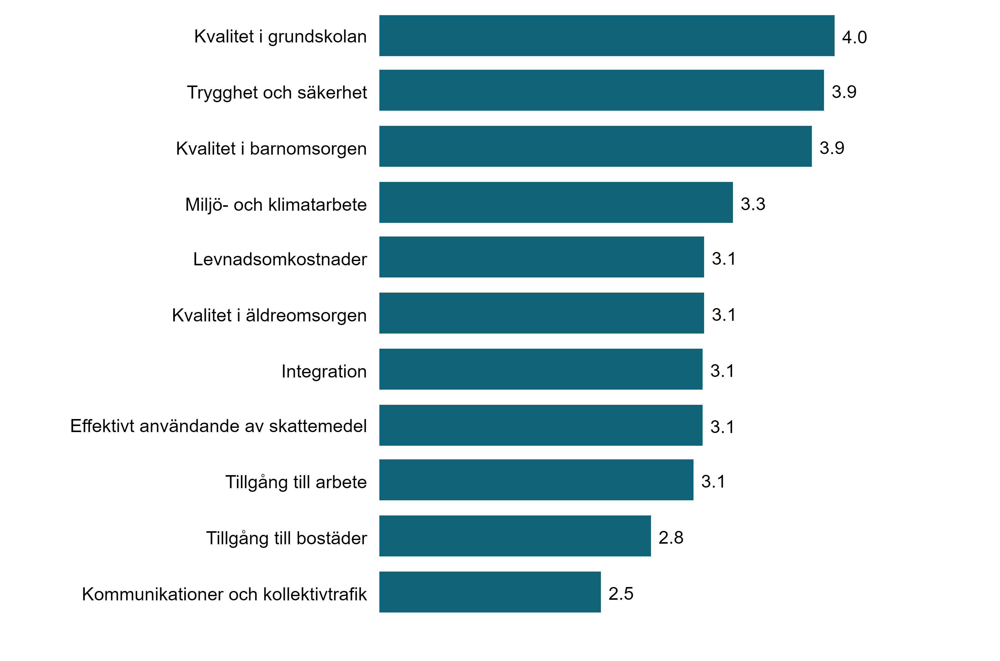 Kvalitet i grundskolan 4.0
Trygghet och säkerhet 3.9
Kvalitet i barnomsorgen 3.9
Miljö- och klimatarbete 3.3
Levnadsomkostnader 3.1
Kvalitet i äldreomsorgen 3.1
Integration 3.1
Effektivt användande av skattemedel 3.1
Tillgång till arbete 3.1
Tillgång till bostäder 2.8
Kommunikationer och kollektivtrafik 2.5